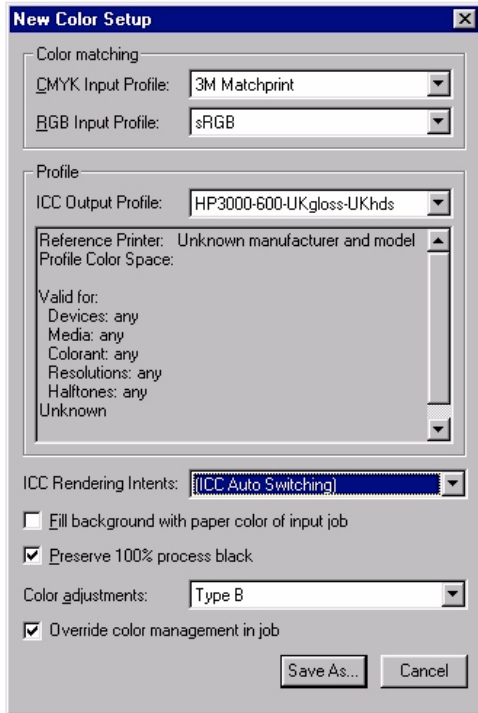 New Color Setup
Color matching
CMYK Input Profile: 3M Matchprint
RGB Input Profile: sRGB
Profile
ICC Output Profile: HP3000-600-UKgloss-UKhds
Reference Printer: Unknown manufacturer and model
Profile Color Space:
Valid for:
Devices: any
Media: any
Colorant: any
Resolutions: any
Halftones: any
Unknown
ICC Rendering Intents: (ICC Auto Switching)
Fill background with paper color of input job
Preserve 100% process black
Color adjustments: Type B
Override color management in job
Save As... Cancel